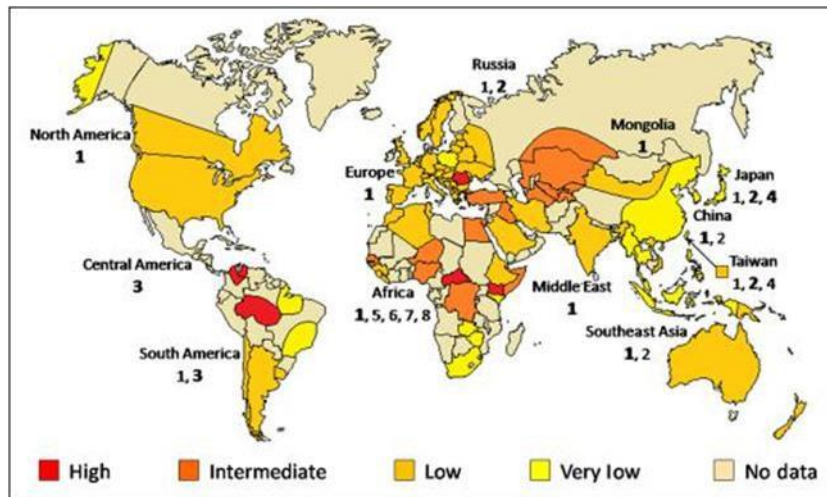 Russia
1, 2
North America
1
Mongolia
1
Europe
1
Japan
1, 2, 4
China
1, 2
Central America
3
Taiwan
1, 2, 4
Africa
1, 5, 6, 7, 8
Middle East
1
Southeast Asia
1, 2
South America
1, 3
High
Intermediate
Low
Very low
No data